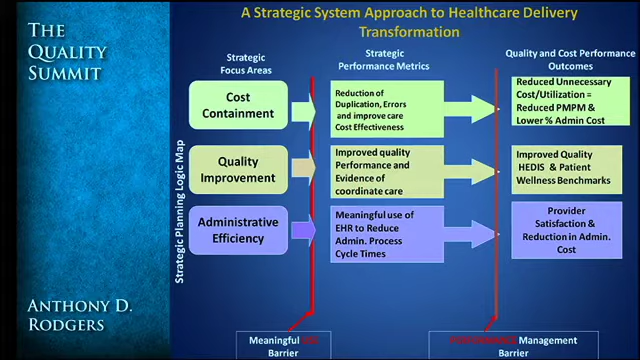 THE
QUALITY
SUMMIT
ANTHONY D.
RODGERS
A Strategic System Approach to Healthcare Delivery
Transformation
Strategic
Focus Areas
Strategic
Performance Metrics
Quality and Cost Performance
Outcomes
Strategic Planning Logic Map
Cost
Containment
Reduction of
Duplication, Errors
and improve care
Cost Effectiveness
Reduced Unnecessary
Cost/Utilization =
Reduced PMPM &
Lower % Admin Cost
Quality
Improvement
Improved quality
Performance and
Evidence of
coordinate care
Improved Quality
HEDIS & Patient
Wellness Benchmarks
Administrative
Efficiency
Meaningful use of
EHR to Reduce
Admin. Process
Cycle Times
Provider
Satisfaction &
Reduction in Admin.
Cost
Meaningful
Barrier
PERFORMANCE Management
Barrier